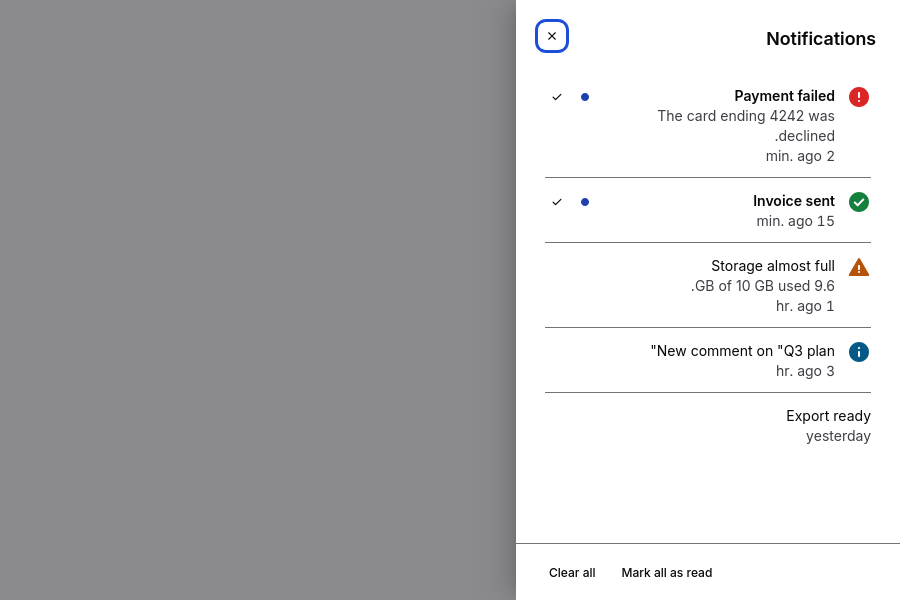 Notifications
Payment failed
The card ending 4242 was
.declined
min. ago 2
Invoice sent
min. ago 15
Storage almost full
.GB of 10 GB used 9.6
hr. ago 1
"New comment on "Q3 plan
hr. ago 3
Export ready
yesterday
Clear all
Mark all as read